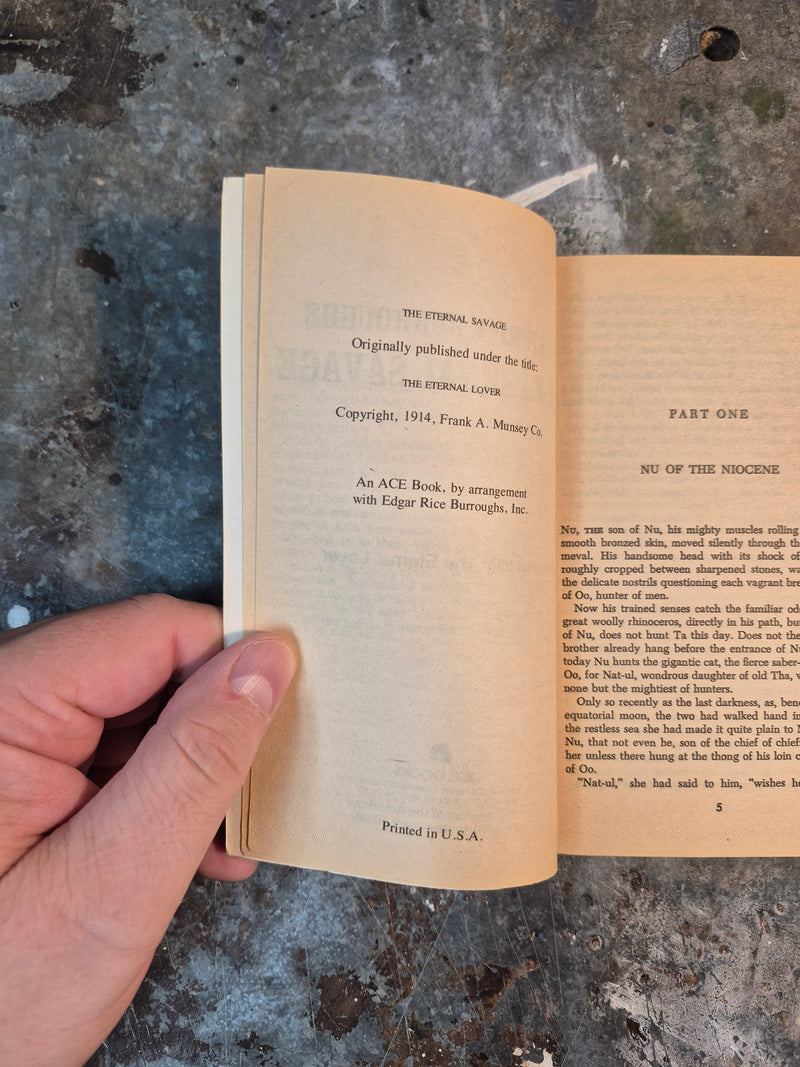 THE ETERNAL SAVAGE
Originally published under the title:
THE ETERNAL LOVER
Copyright, 1914, Frank A. Munsey Co.
An ACE Book, by arrangement
with Edgar Rice Burroughs, Inc.
Printed in U.S.A.
PART ONE
NU OF THE NIOCENE
NU, THE son of Nu, his mighty muscles rolling
smooth bronzed skin, moved silently through the
meval. His handsome head with its shock of
roughly cropped between sharpened stones,
the delicate nostrils questioning each vagrant
of Oo, hunter of men.
Now his trained senses catch the familiar
great woolly rhinoceros, directly in his path,
of Nu, does not hunt Ta this day. Does not
brother already hang before the entrance of
today Nu hunts the gigantic cat, the fierce saber-
Oo, for Nat-ul, wondrous daughter of old Tha,
none but the mightiest of hunters.
Only so recently as the last darkness, as,
equatorial moon, the two had walked hand
the restless sea she had made it quite plain to
Nu, that not even he, son of the chief of
her unless there hung at the thong of his loin
of Oo.
"Nat-ul," she had said to him, "wishes
5